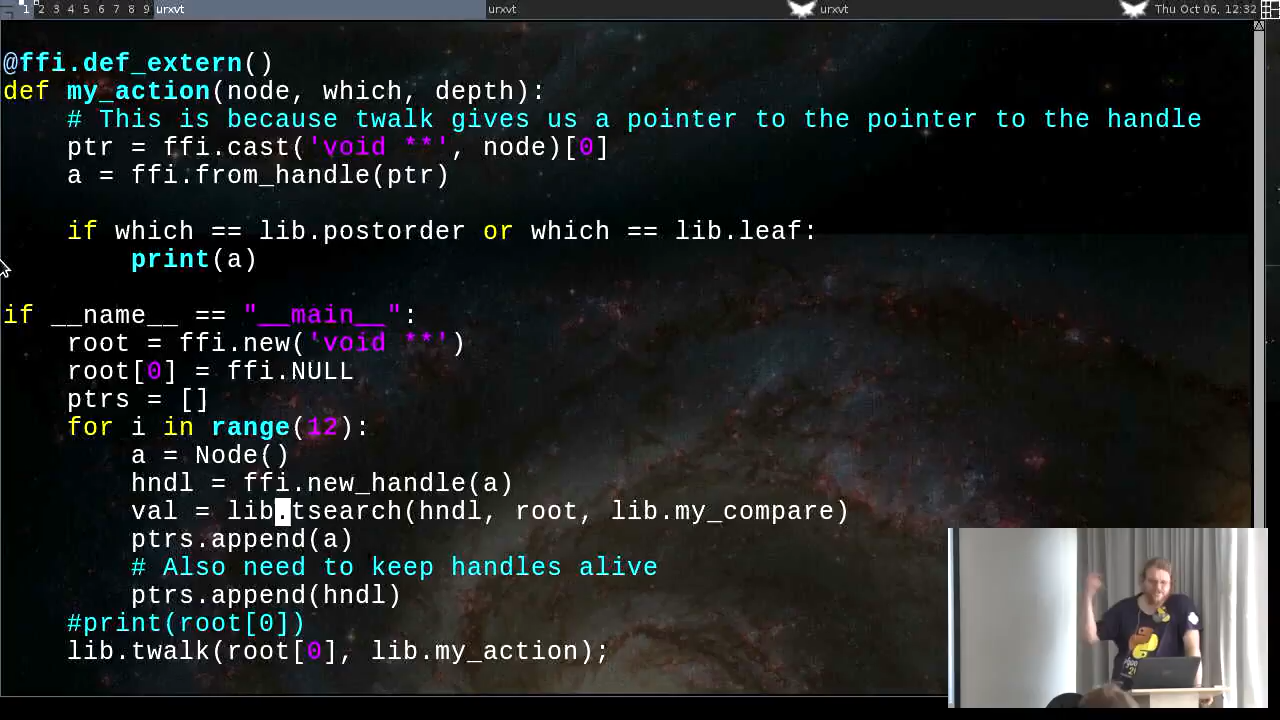 1 2 3 4 5 6 7 8 9 urxvt urxvt urxvt Thu Oct 06, 12:32
@ffi.def_extern()
def my_action(node, which, depth):
    # This is because twalk gives us a pointer to the pointer to the handle
    ptr = ffi.cast('void **', node)[0]
    a = ffi.from_handle(ptr)
    if which == lib.postorder or which == lib.leaf:
        print(a)
if __name__ == "__main__":
    root = ffi.new('void **')
    root[0] = ffi.NULL
    ptrs = []
    for i in range(12):
        a = Node()
        hndl = ffi.new_handle(a)
        val = lib.tsearch(hndl, root, lib.my_compare)
        ptrs.append(a)
        # Also need to keep handles alive
        ptrs.append(hndl)
    #print(root[0])
    lib.twalk(root[0], lib.my_action);